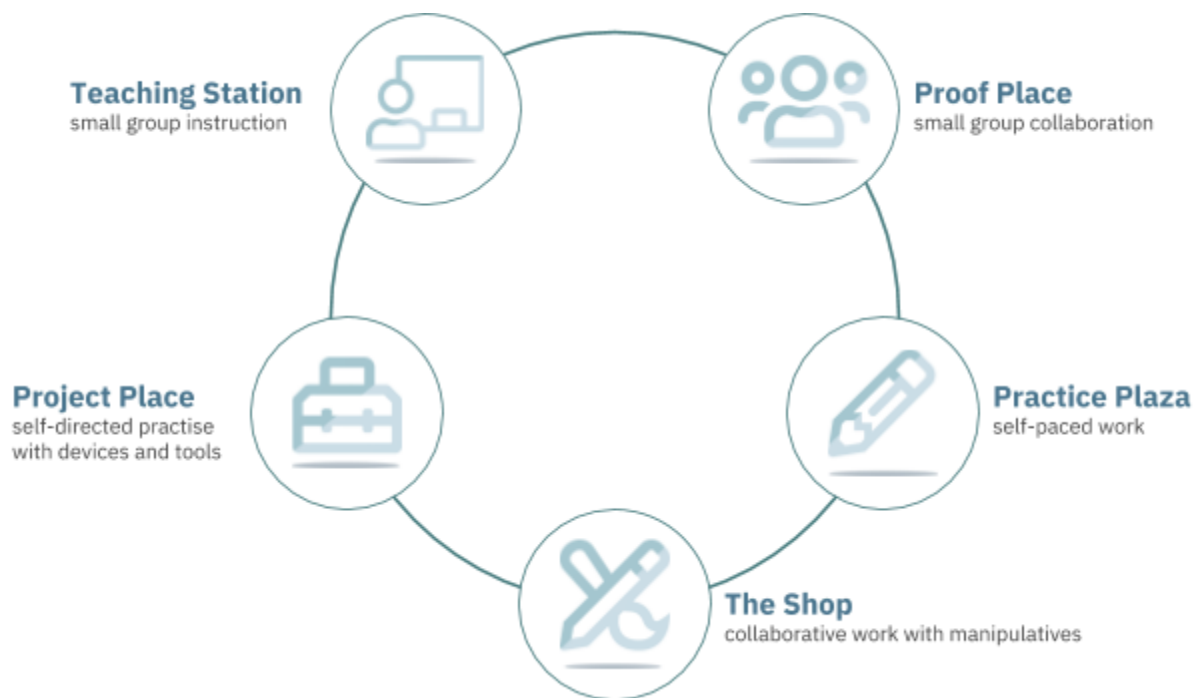 Teaching Station
small group instruction
Proof Place
small group collaboration
Project Place
self-directed practise
with devices and tools
Practice Plaza
self-paced work
The Shop
collaborative work with manipulatives